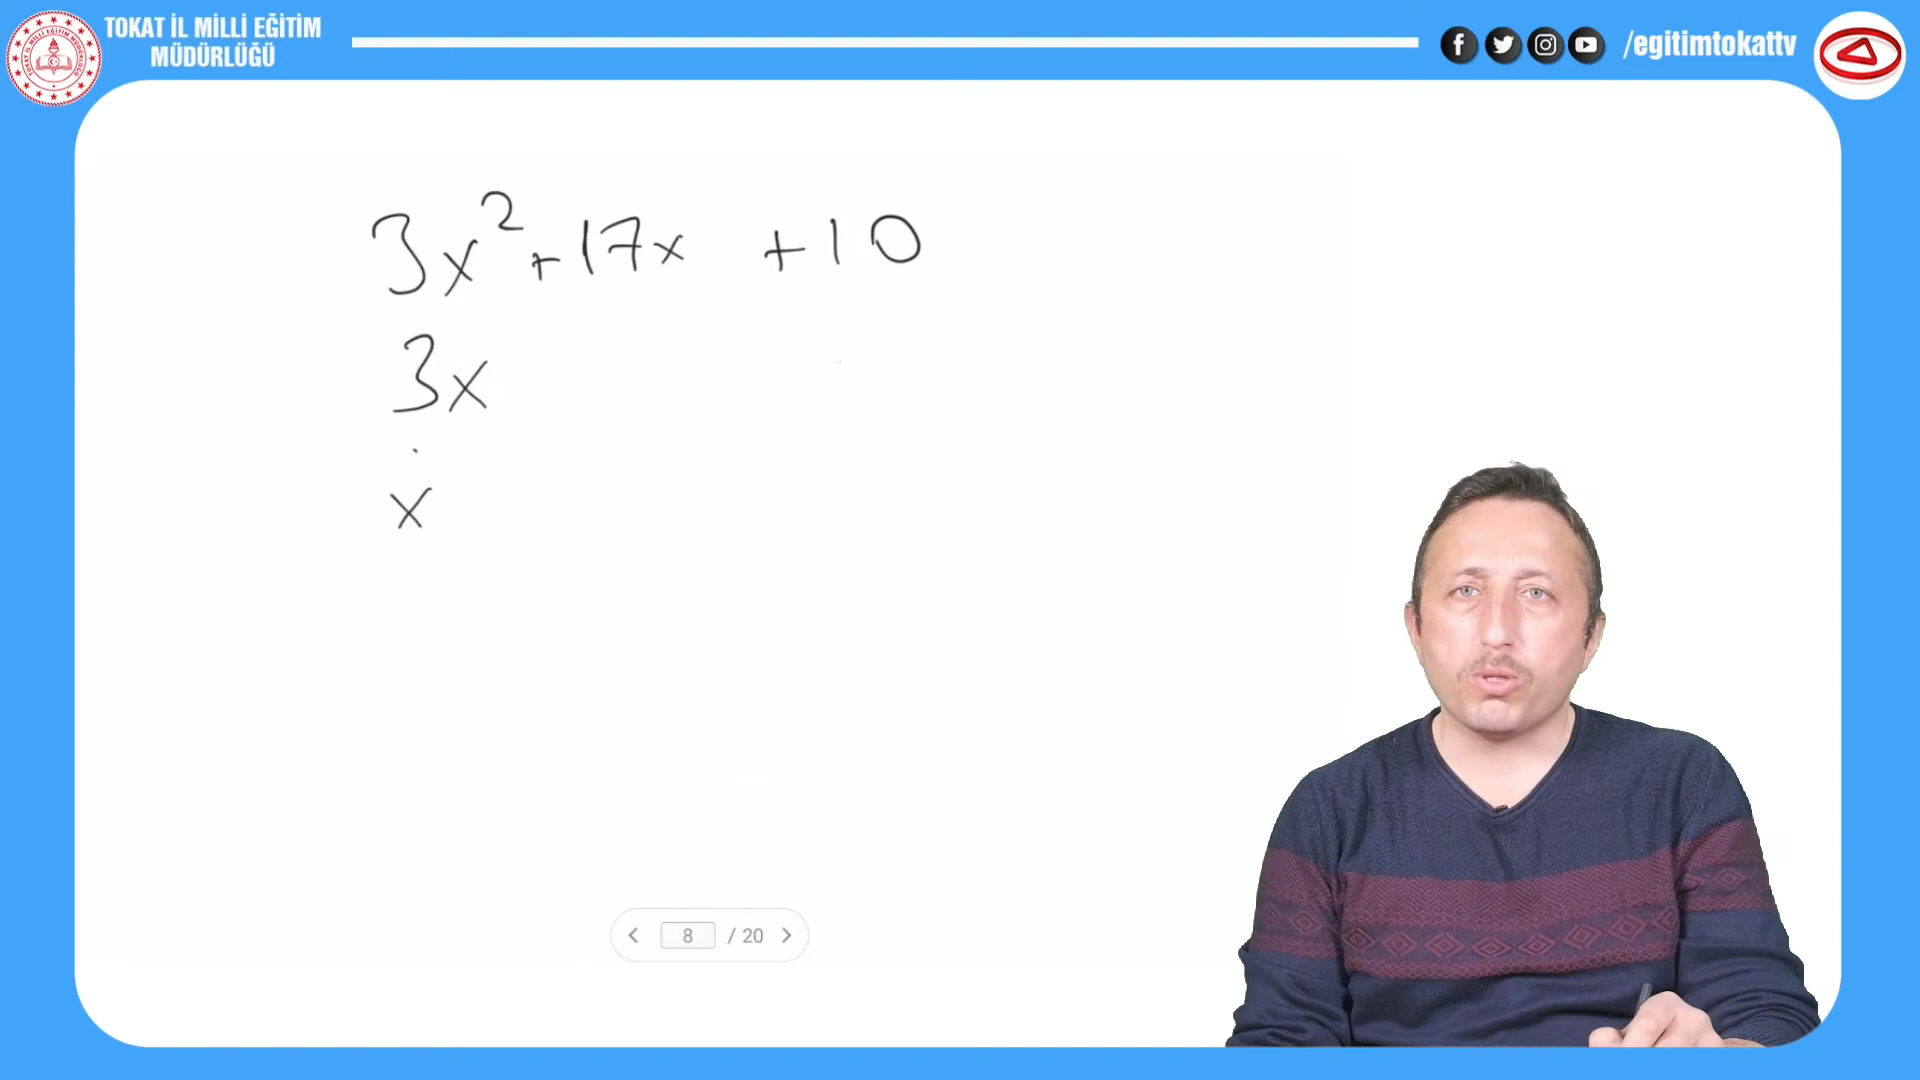 TOKAT İL MİLLİ EĞİTİM
MÜDÜRLÜĞÜ
/egitimtokattv
3x²+17x +10
3x
.
x
8 / 20